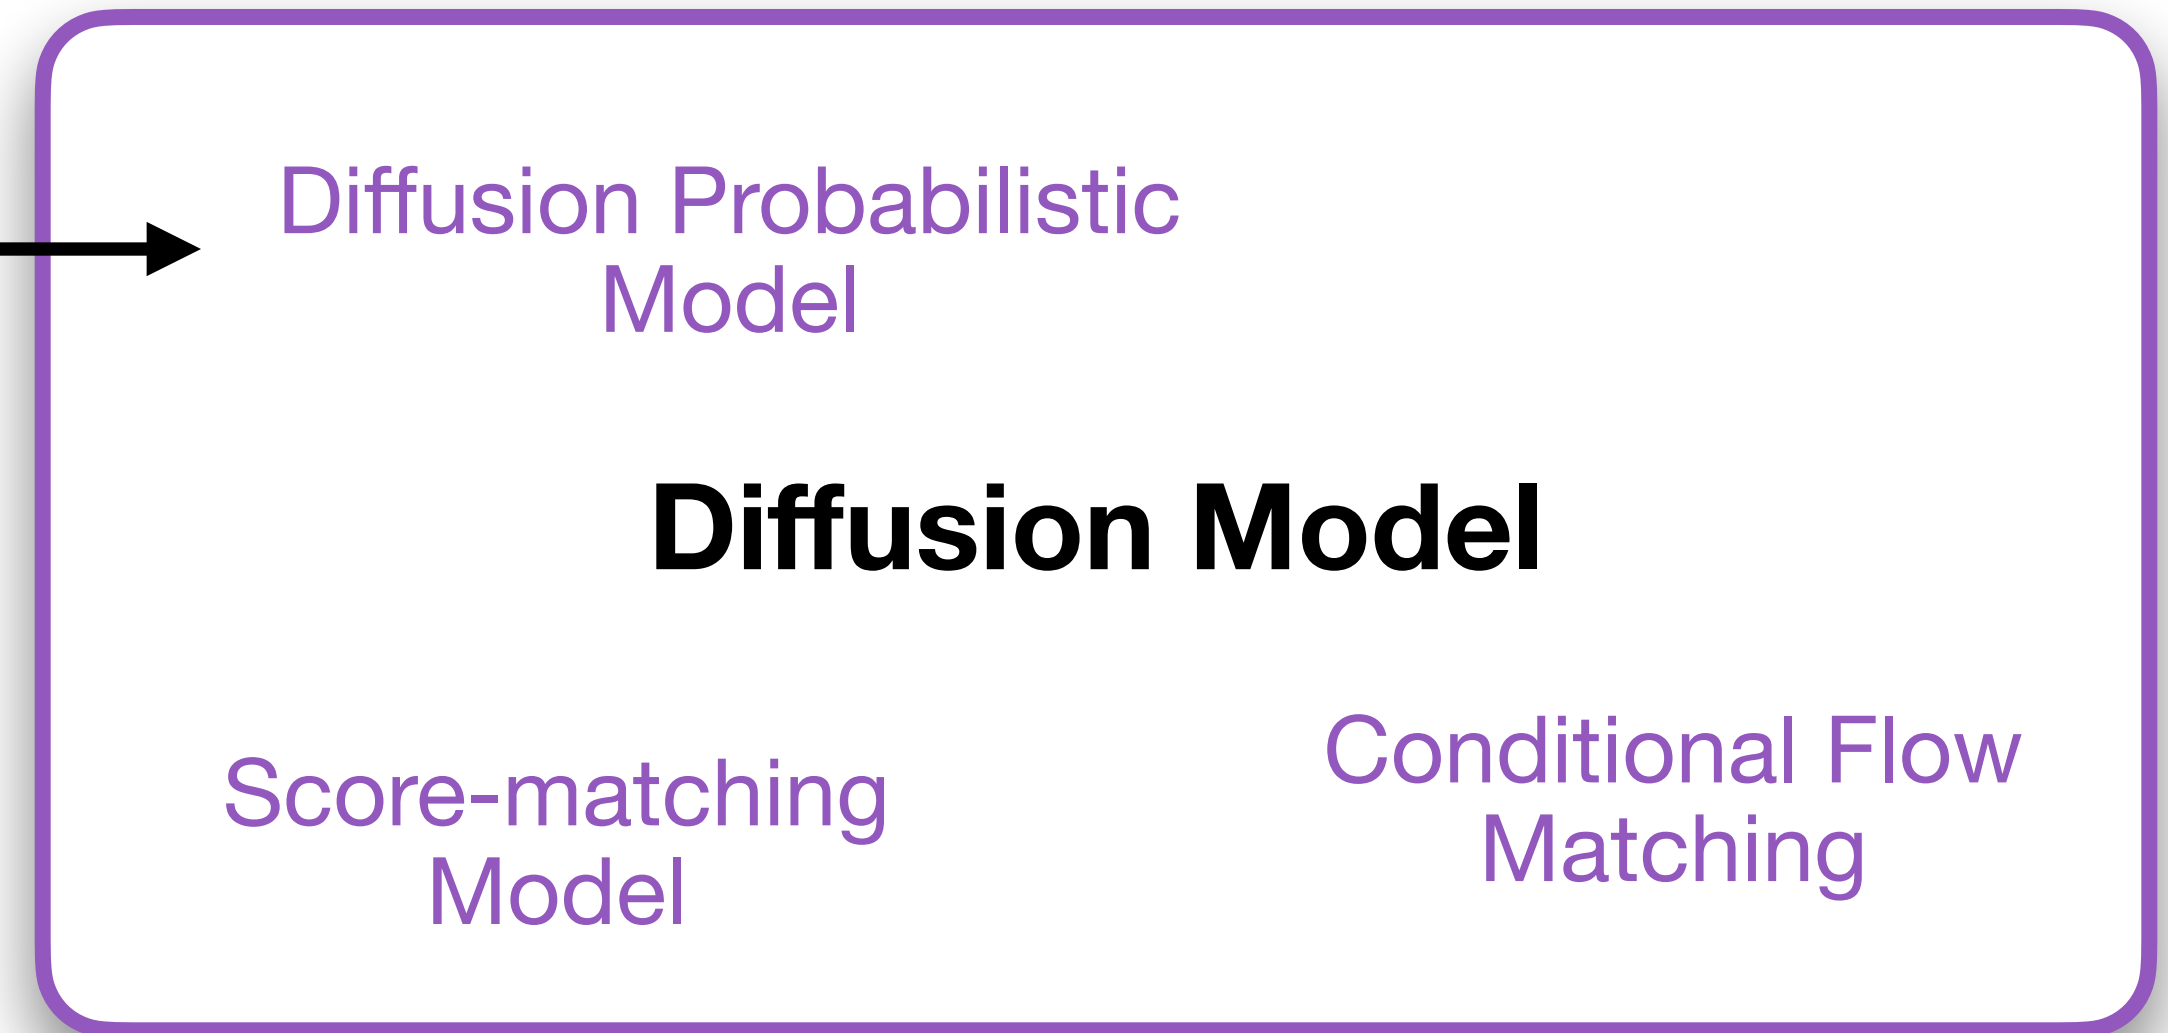 Diffusion Probabilistic
Model
Diffusion Model
Score-matching
Model
Conditional Flow
Matching